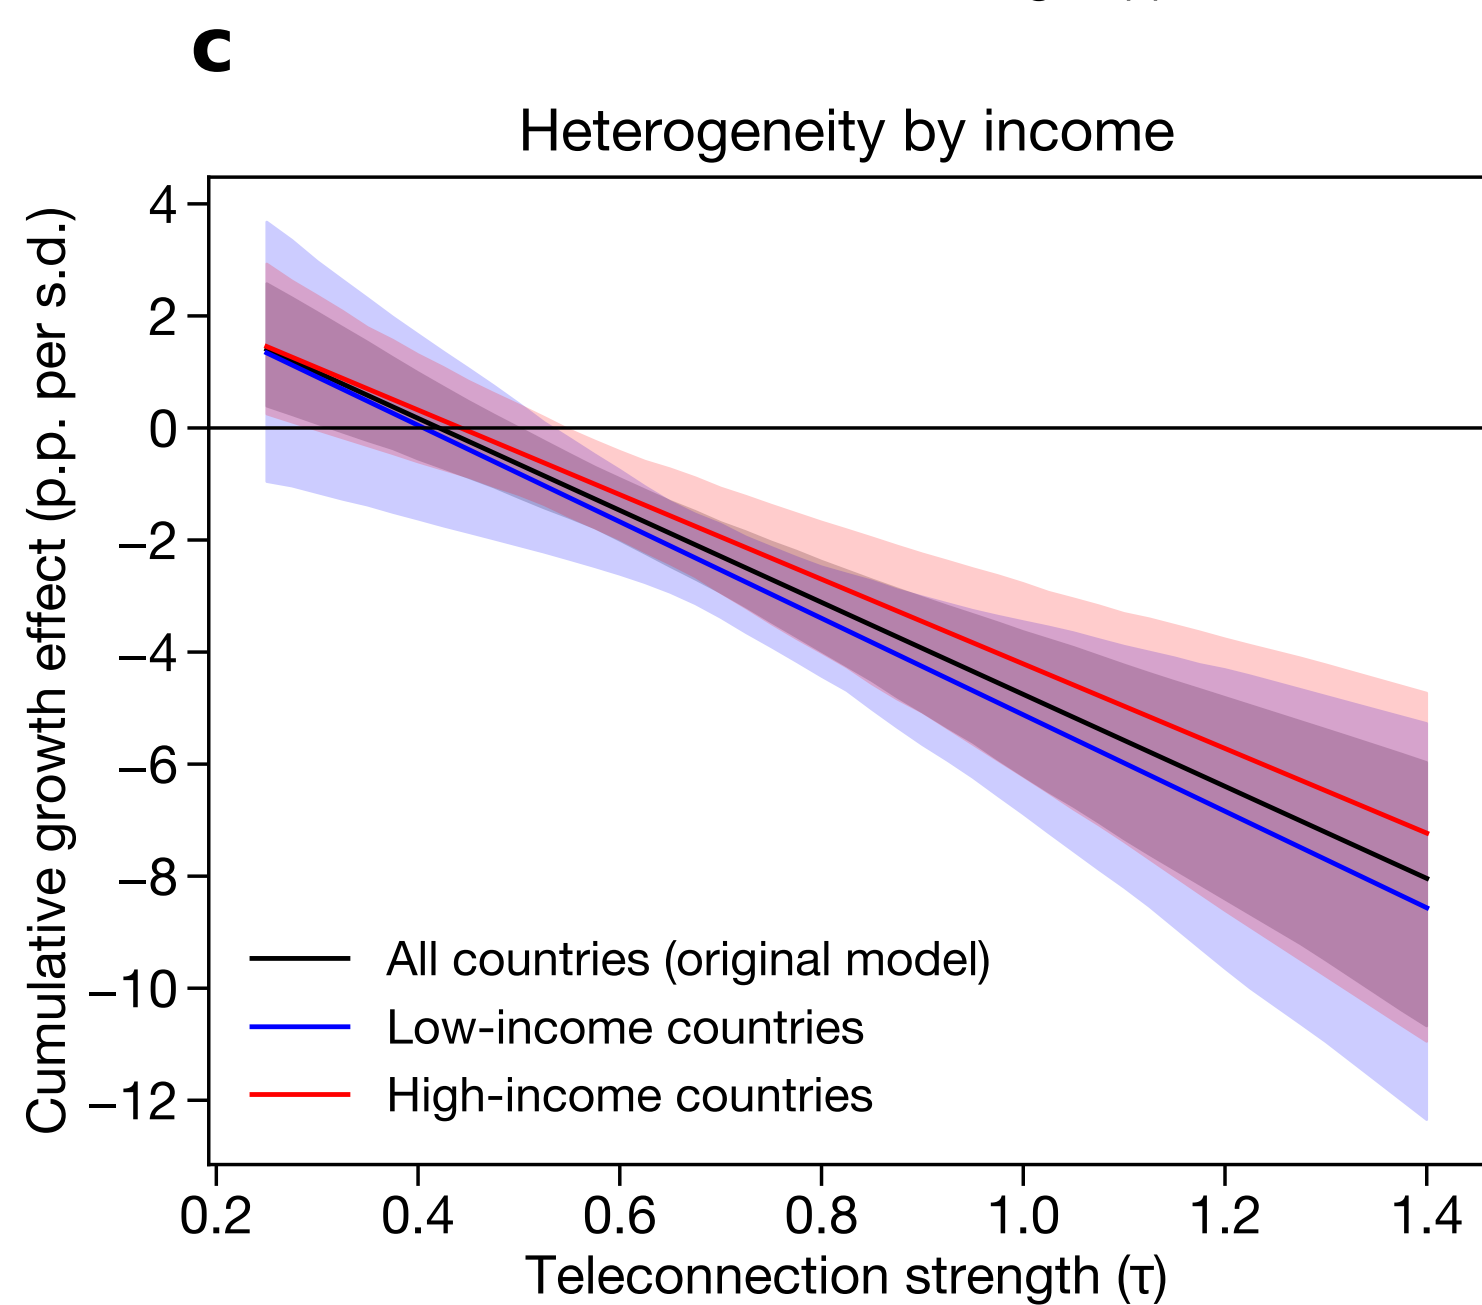 c
Heterogeneity by income
Cumulative growth effect (p.p. per s.d.)
4
2
0
−2
−4
−6
−8
−10
−12
All countries (original model)
Low-income countries
High-income countries
0.2 0.4 0.6 0.8 1.0 1.2 1.4
Teleconnection strength (τ)